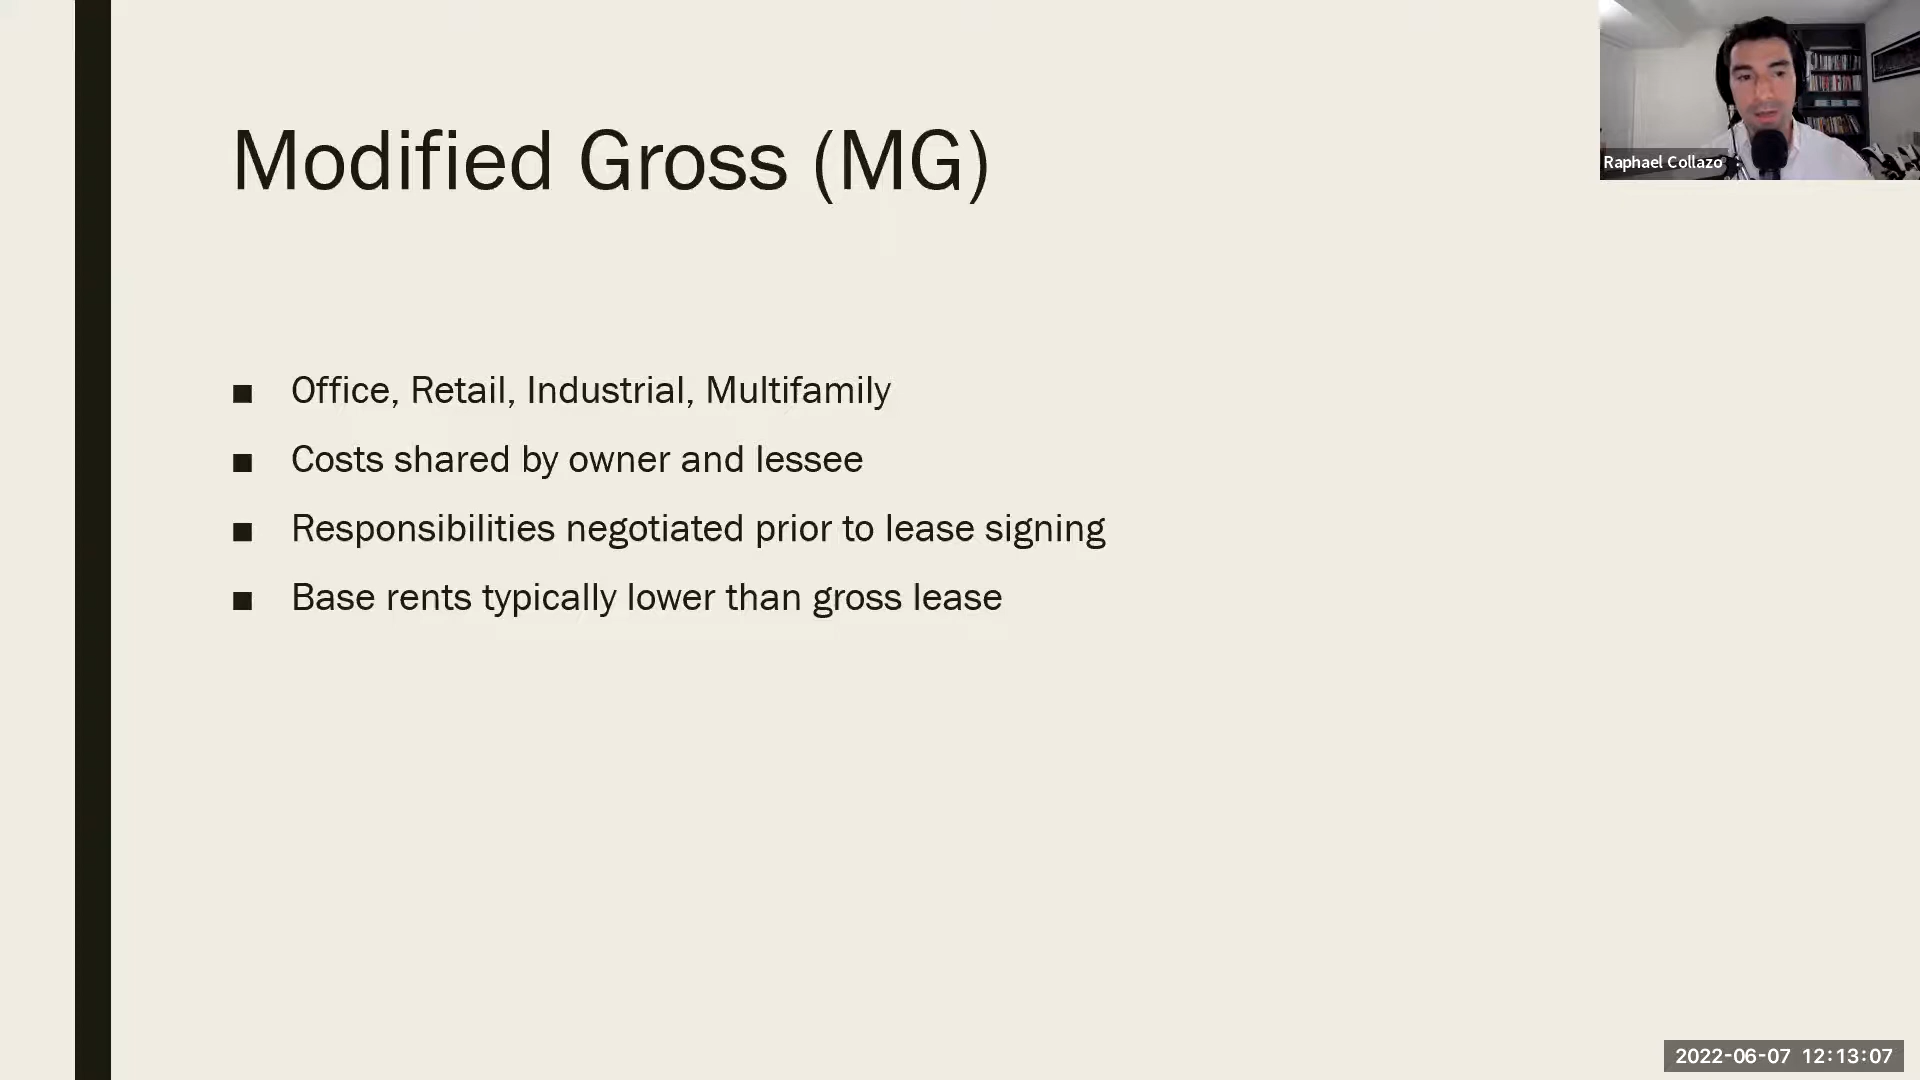 Modified Gross (MG)
Raphael Collazo
■ Office, Retail, Industrial, Multifamily
■ Costs shared by owner and lessee
■ Responsibilities negotiated prior to lease signing
■ Base rents typically lower than gross lease
2022-06-07 12:13:07